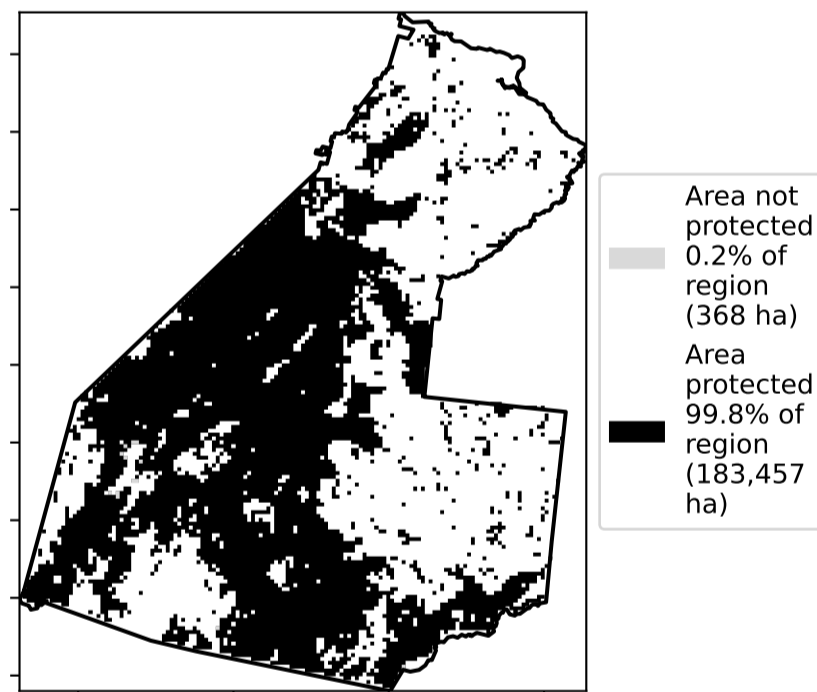 Area not
protected
0.2% of
region
(368 ha)
Area
protected
99.8% of
region
(183,457
ha)